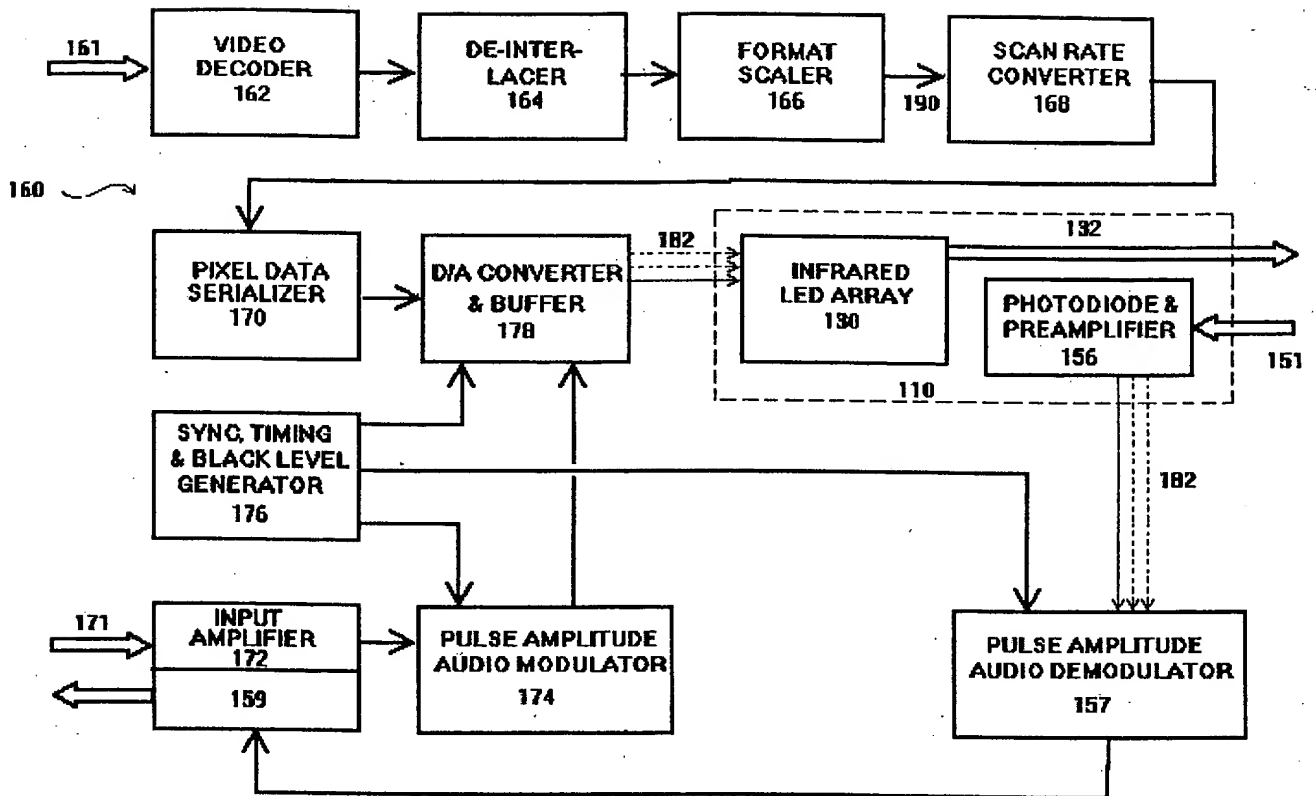 161
VIDEO
DECODER
162
DE-INTER-
LACER
164
FORMAT
SCALER
166
190
SCAN RATE
CONVERTER
168
160
PIXEL DATA
SERIALIZER
170
D/A CONVERTER
& BUFFER
178
182
INFRARED
LED ARRAY
130
132
PHOTODIODE &
PREAMPLIFIER
156
151
110
SYNC, TIMING
& BLACK LEVEL
GENERATOR
176
182
171
INPUT
AMPLIFIER
172
159
PULSE AMPLITUDE
AUDIO MODULATOR
174
PULSE AMPLITUDE
AUDIO DEMODULATOR
157